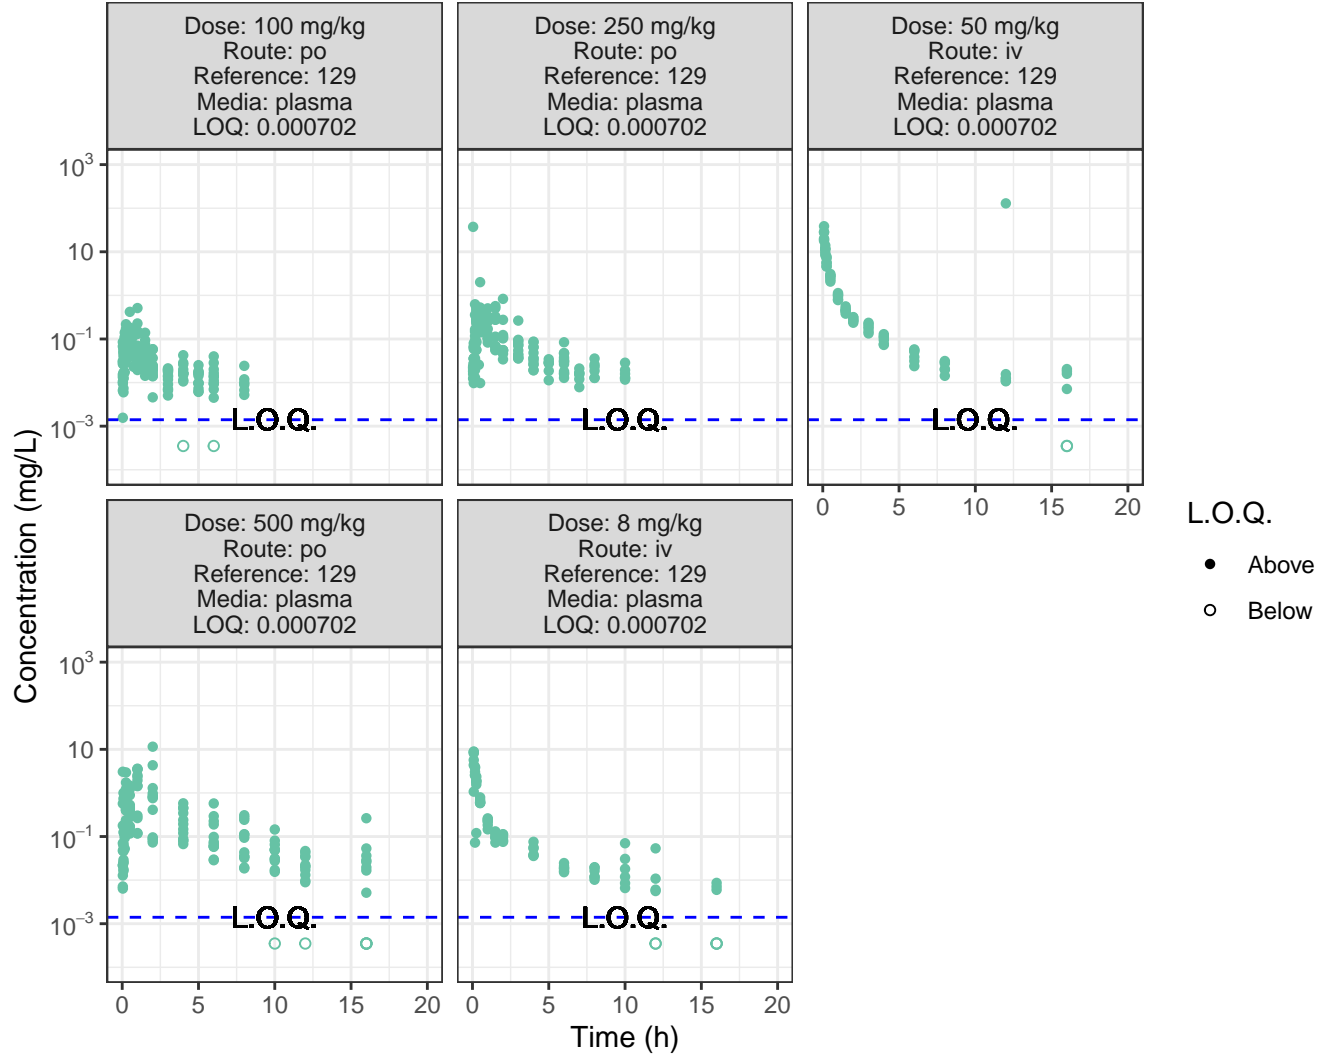 Dose: 100 mg/kg
Route: po
Reference: 129
Media: plasma
LOQ: 0.000702
Dose: 250 mg/kg
Route: po
Reference: 129
Media: plasma
LOQ: 0.000702
Dose: 50 mg/kg
Route: iv
Reference: 129
Media: plasma
LOQ: 0.000702
10³
10
10⁻¹
10⁻³
L.O.Q.
L.O.Q.
L.O.Q.
0 5 10 15 20
Dose: 500 mg/kg
Route: po
Reference: 129
Media: plasma
LOQ: 0.000702
Dose: 8 mg/kg
Route: iv
Reference: 129
Media: plasma
LOQ: 0.000702
10³
10
10⁻¹
10⁻³
L.O.Q.
L.O.Q.
0 5 10 15 20
0 5 10 15 20
Time (h)
Concentration (mg/L)
L.O.Q.
Above
Below